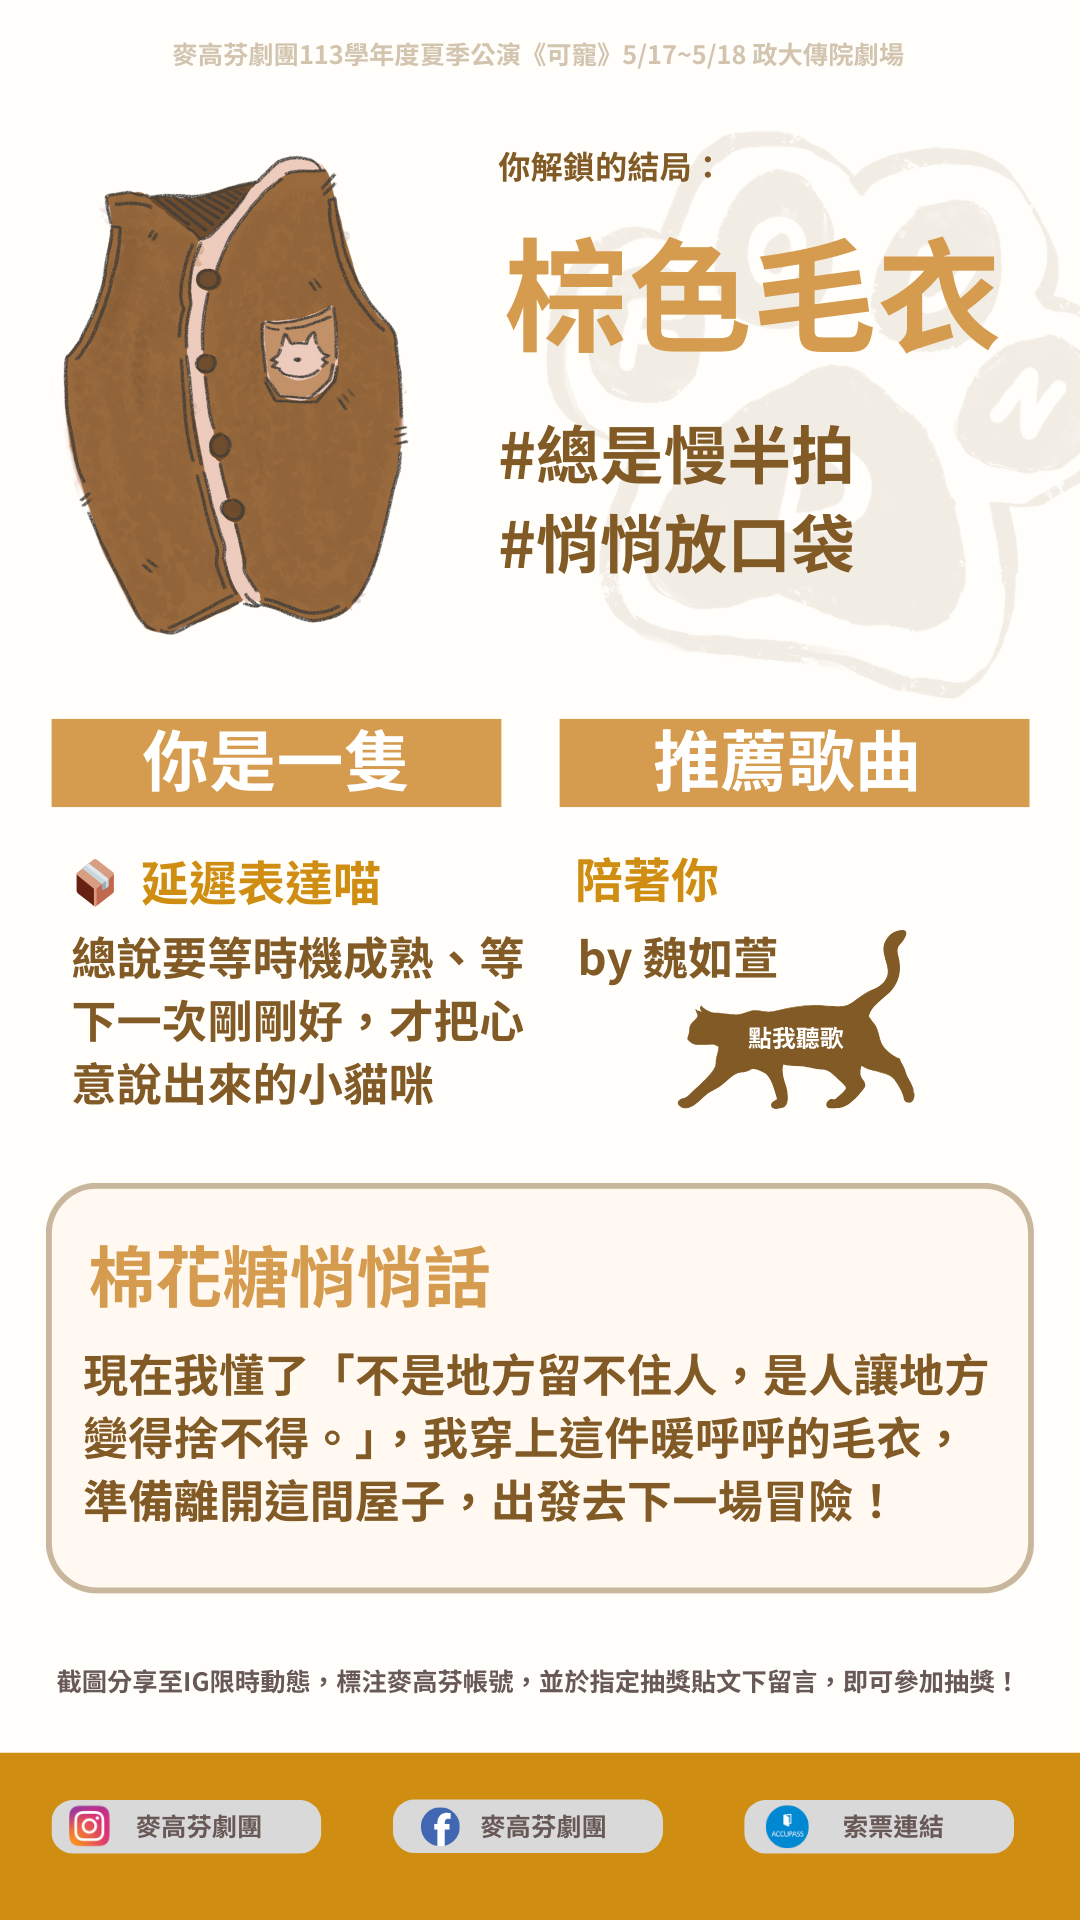 麥高芬劇團113學年度夏季公演《可寵》5/17~5/18 政大傳院劇場
你解鎖的結局：
棕色毛衣
#總是慢半拍
#悄悄放口袋
你是一隻
延遲表達喵
總說要等時機成熟、等
下一次剛剛好，才把心
意說出來的小貓咪
推薦歌曲
陪著你
by 魏如萱
點我聽歌
棉花糖悄悄話
現在我懂了「不是地方留不住人，是人讓地方
變得捨不得。」，我穿上這件暖呼呼的毛衣，
準備離開這間屋子，出發去下一場冒險！
截圖分享至IG限時動態，標注麥高芬帳號，並於指定抽獎貼文下留言，即可參加抽獎！
麥高芬劇團
麥高芬劇團
ACCUPASS
索票連結